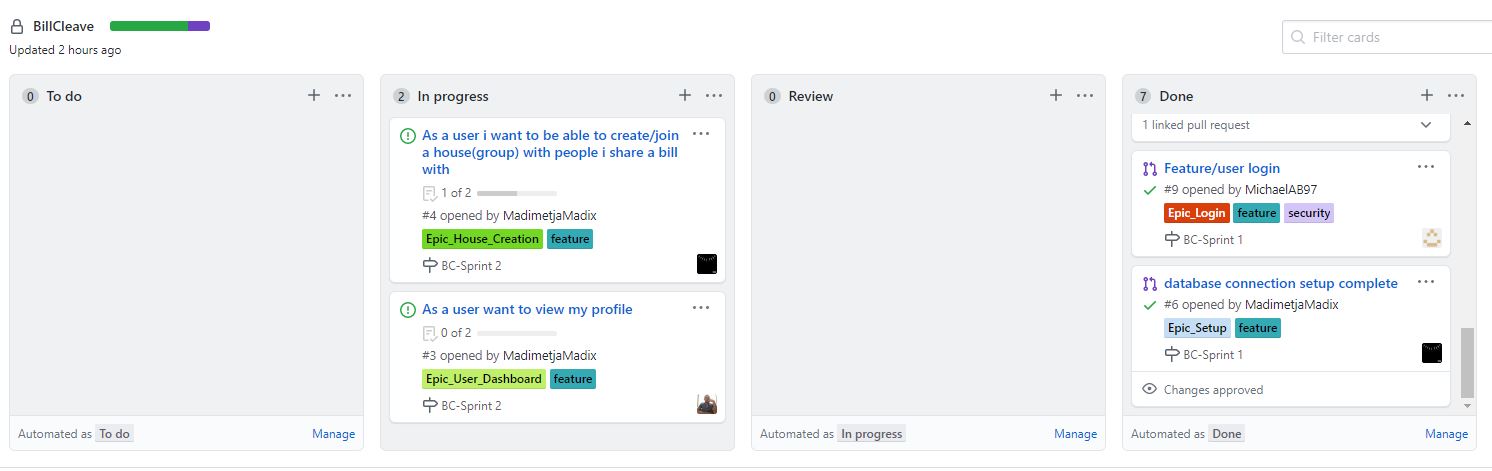 BillCleave
Updated 2 hours ago
Filter cards
0 To do
2 In progress
As a user i want to be able to create/join
a house(group) with people i share a bill
with
1 of 2
#4 opened by MadimetjaMadix
Epic_House_Creation feature
BC-Sprint 2
As a user want to view my profile
0 of 2
#3 opened by MadimetjaMadix
Epic_User_Dashboard feature
BC-Sprint 2
0 Review
7 Done
1 linked pull request
Feature/user login
#9 opened by MichaelAB97
Epic_Login feature security
BC-Sprint 1
database connection setup complete
#6 opened by MadimetjaMadix
Epic_Setup feature
BC-Sprint 1
Changes approved
Automated as To do Manage
Automated as In progress Manage
Automated as Done Manage